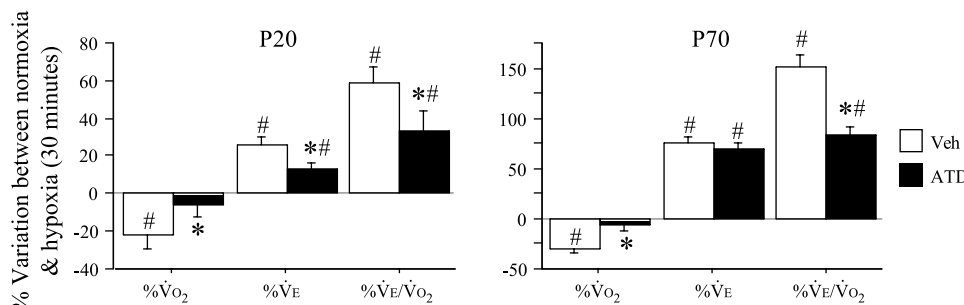 % Variation between normoxia
& hypoxia (30 minutes)
P20
80
60
40
20
0
-20
-40
#
*
#
*#
#
*#
%V̇O₂
%V̇E
%V̇E/V̇O₂
P70
150
100
50
0
-50
#
*
#
#
#
*#
%V̇O₂
%V̇E
%V̇E/V̇O₂
Veh
ATD